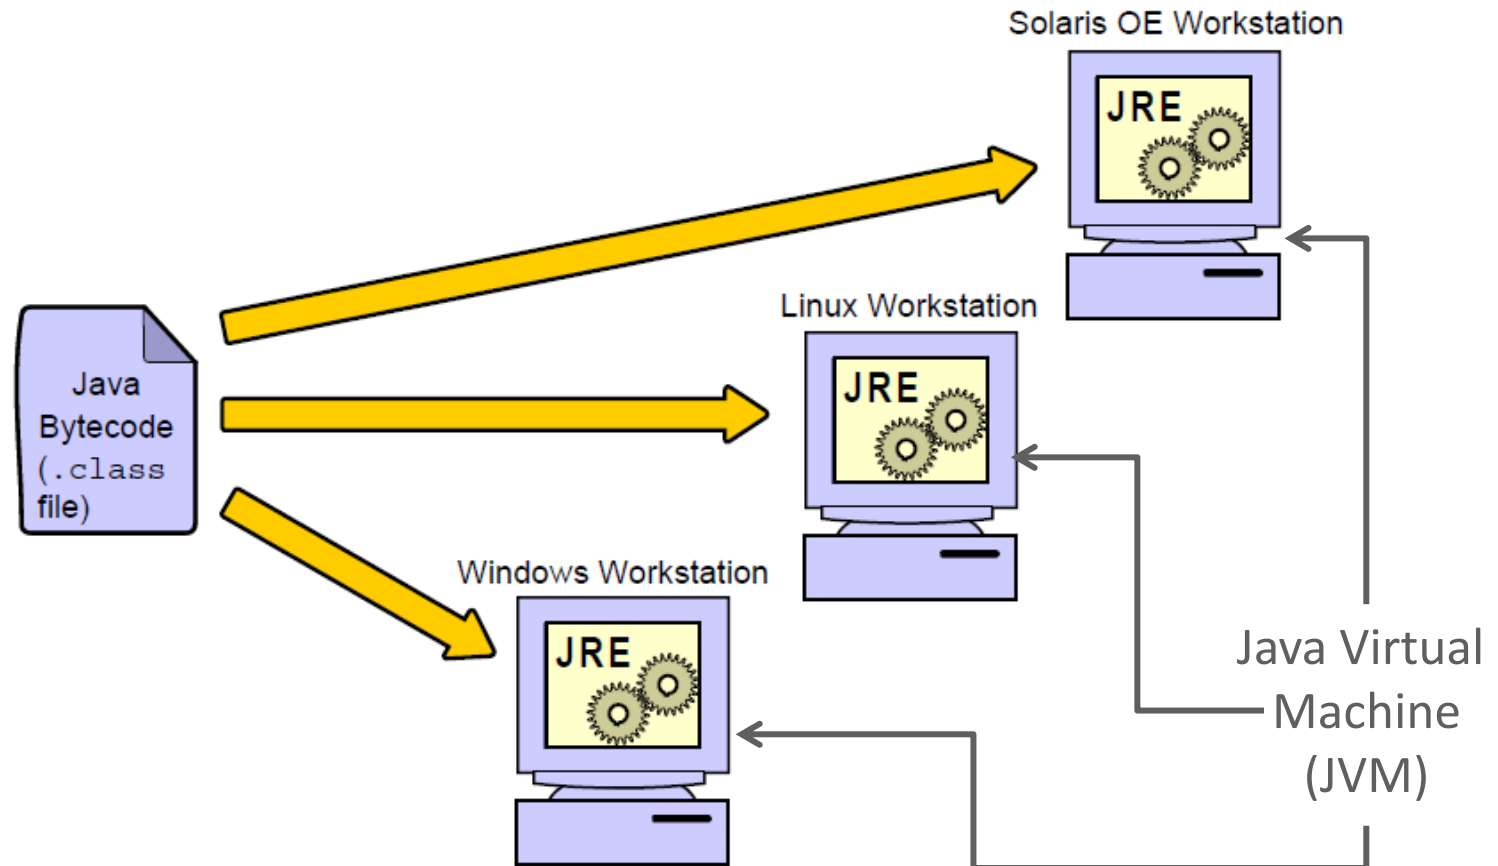 Solaris OE Workstation
JRE
Linux Workstation
JRE
Java
Bytecode
(.class
file)
Windows Workstation
JRE
Java Virtual
Machine
(JVM)